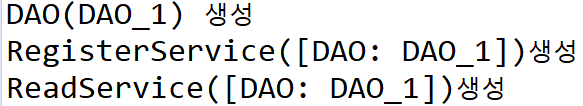 DAO(DAO_1) 생성
RegisterService([DAO: DAO_1])생성
ReadService([DAO: DAO_1])생성